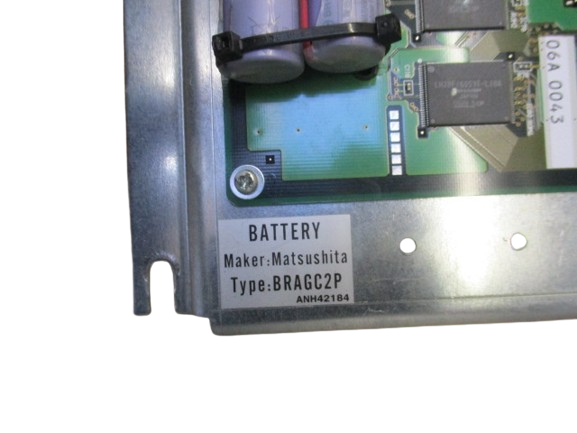 06A 0043
BATTERY
Maker:Matsushita
Type:BRAGC2P
ANH42184